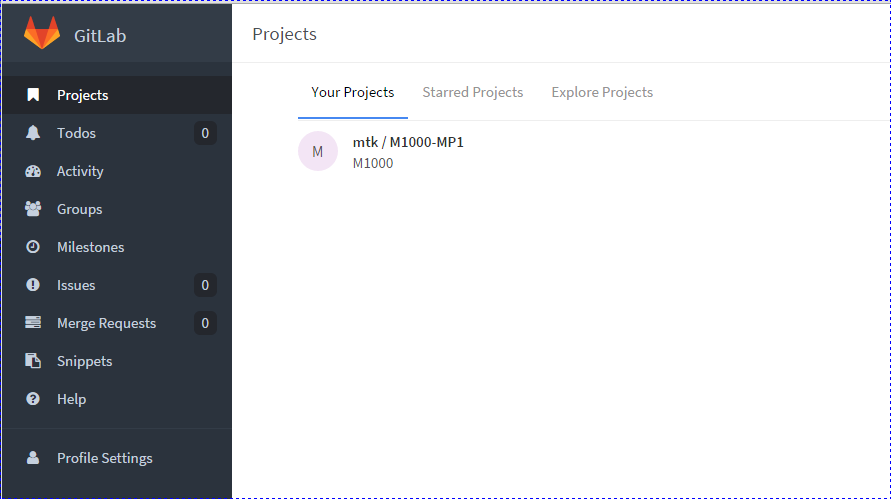 GitLab
Projects
Todos 0
Activity
Groups
Milestones
Issues 0
Merge Requests 0
Snippets
Help
Profile Settings
Projects
Your Projects Starred Projects Explore Projects
M
mtk / M1000-MP1
M1000